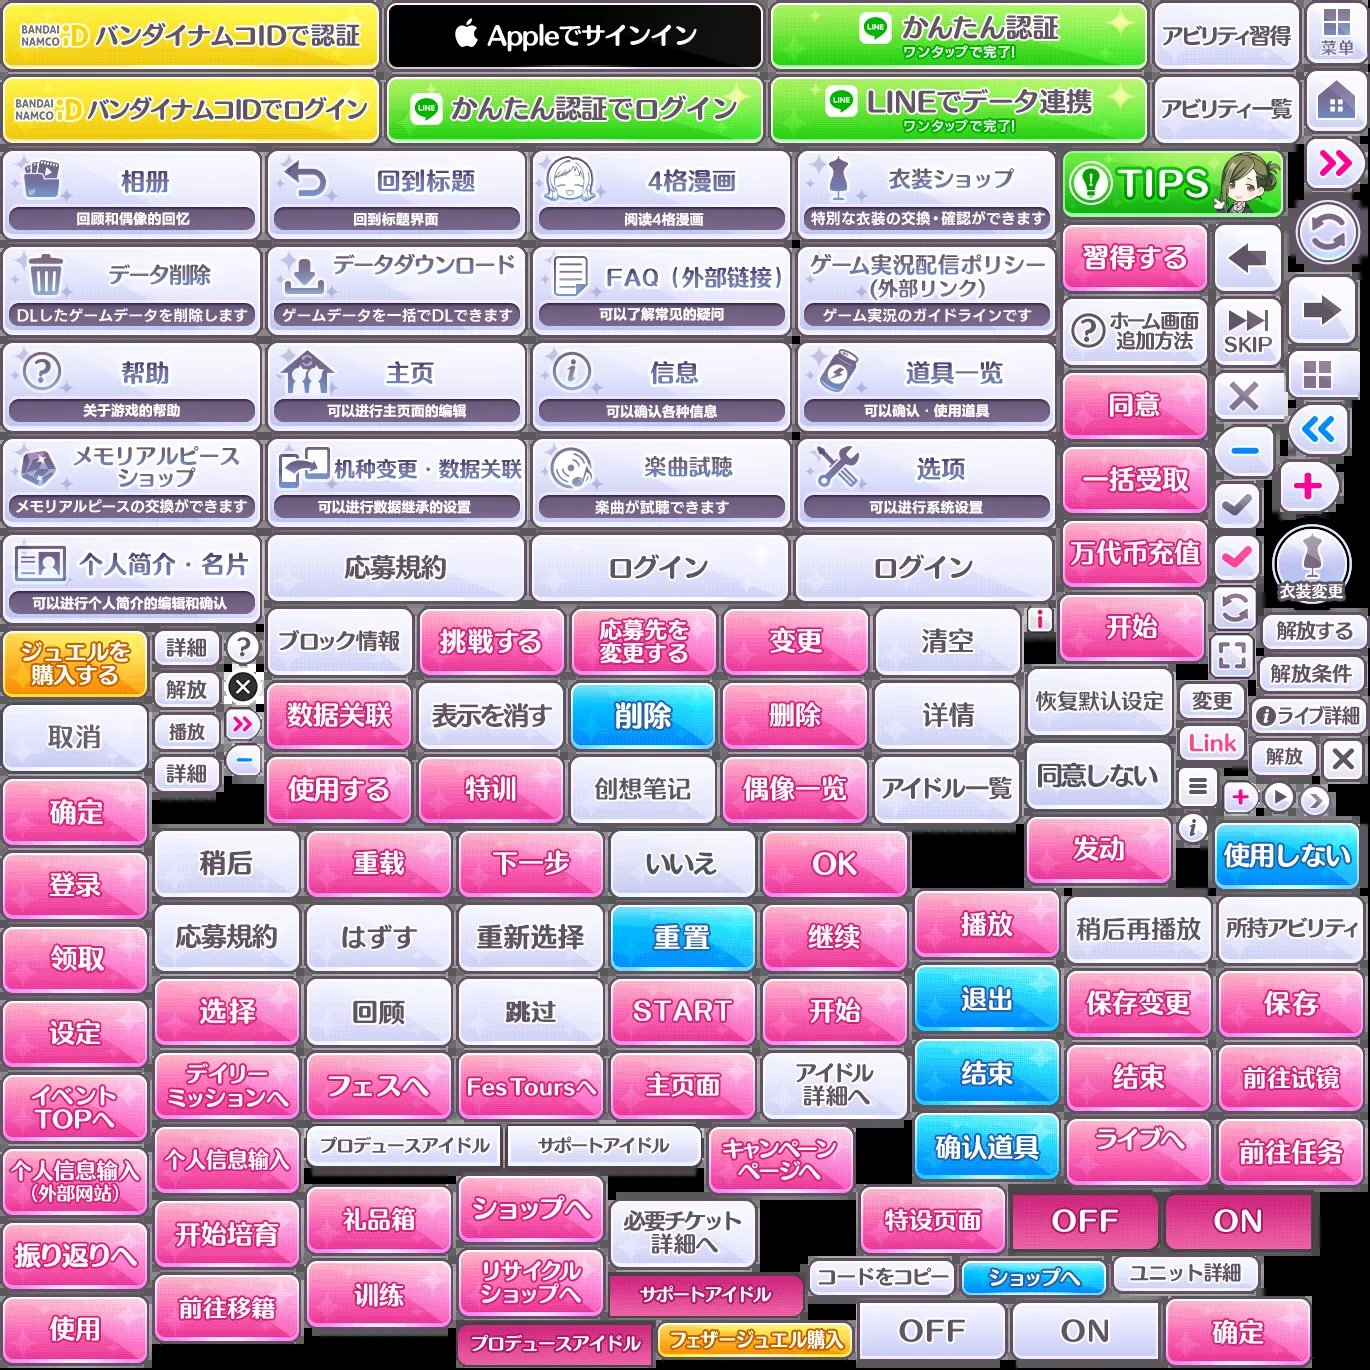 BANDAI NAMCO iD バンダイナムコIDで認証
Appleでサインイン
LINE かんたん認証
ワンタップで完了!
アビリティ習得
菜单
BANDAI NAMCO iD バンダイナムコIDでログイン
LINE かんたん認証でログイン
LINE LINEでデータ連携
ワンタップで完了!
アビリティ一覧
相册
回顾和偶像的回忆
回到标题
回到标题界面
4格漫画
阅读4格漫画
衣装ショップ
特別な衣装の交換・確認ができます
TIPS
データ削除
DLしたゲームデータを削除します
データダウンロード
ゲームデータを一括でDLできます
FAQ（外部链接）
可以了解常见的疑问
ゲーム実況配信ポリシー
(外部リンク)
ゲーム実況のガイドラインです
習得する
ホーム画面
追加方法
SKIP
帮助
关于游戏的帮助
主页
可以进行主页面的编辑
信息
可以确认各种信息
道具一览
可以确认・使用道具
同意
メモリアルピース
ショップ
メモリアルピースの交換ができます
机种变更・数据关联
可以进行数据继承的设置
楽曲試聴
楽曲が試聴できます
选项
可以进行系统设置
一括受取
个人简介・名片
可以进行个人简介的编辑和确认
応募規約
ログイン
ログイン
万代币充值
衣装変更
ジュエルを
購入する
詳細
ブロック情報
挑戦する
応募先を
変更する
変更
清空
开始
解放する
解放
解放条件
取消
播放
数据关联
表示を消す
削除
删除
详情
恢复默认设定
変更
ライブ詳細
Link
解放
詳細
确定
使用する
特训
创想笔记
偶像一览
アイドル一覧
同意しない
登录
稍后
重载
下一步
いいえ
OK
发动
使用しない
领取
応募規約
はずす
重新选择
重置
继续
播放
稍后再播放
所持アビリティ
设定
选择
回顾
跳过
START
开始
退出
保存变更
保存
イベント
TOPへ
デイリー
ミッションへ
フェスへ
Fes Toursへ
主页面
アイドル
詳細へ
结束
结束
前往试镜
个人信息输入
（外部网站）
个人信息输入
プロデュースアイドル
サポートアイドル
キャンペーン
ページへ
确认道具
ライブへ
前往任务
振り返りへ
开始培育
礼品箱
ショップへ
必要チケット
詳細へ
特设页面
OFF
ON
使用
前往移籍
训练
リサイクル
ショップへ
サポートアイドル
コードをコピー
ショップへ
ユニット詳細
プロデュースアイドル
フェザージュエル購入
OFF
ON
确定